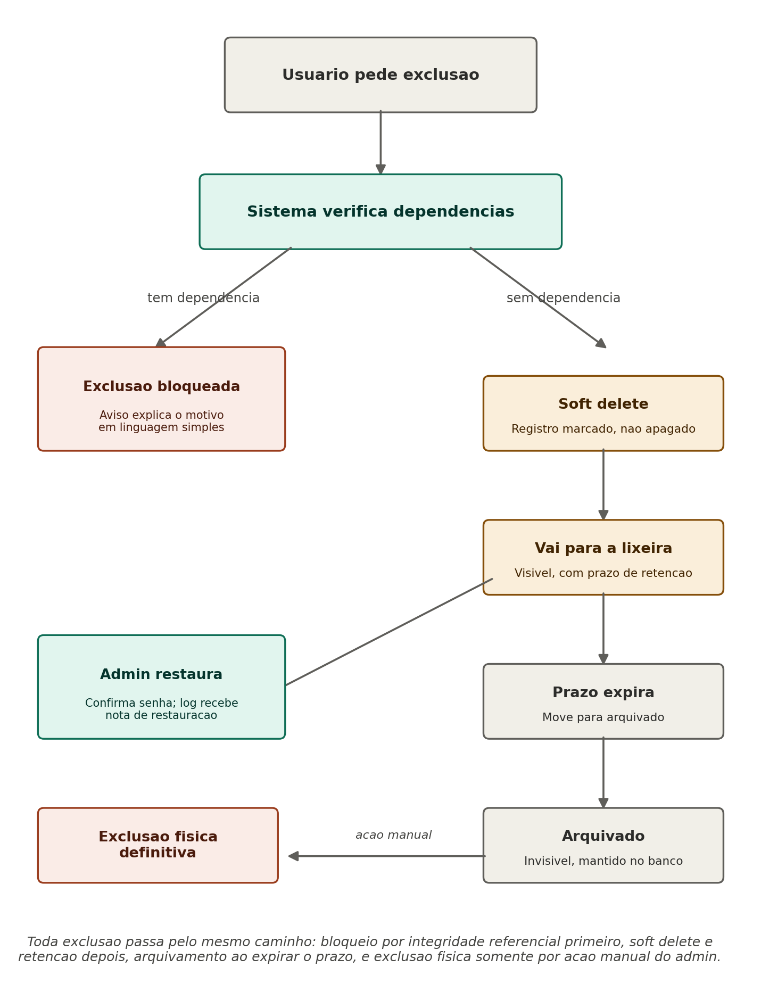 Usuario pede exclusao
Sistema verifica dependencias
tem dependencia
sem dependencia
Exclusao bloqueada
Aviso explica o motivo
em linguagem simples
Soft delete
Registro marcado, nao apagado
Vai para a lixeira
Visivel, com prazo de retencao
Admin restaura
Confirma senha; log recebe
nota de restauracao
Prazo expira
Move para arquivado
Exclusao fisica
definitiva
acao manual
Arquivado
Invisivel, mantido no banco
Toda exclusao passa pelo mesmo caminho: bloqueio por integridade referencial primeiro, soft delete e
retencao depois, arquivamento ao expirar o prazo, e exclusao fisica somente por acao manual do admin.